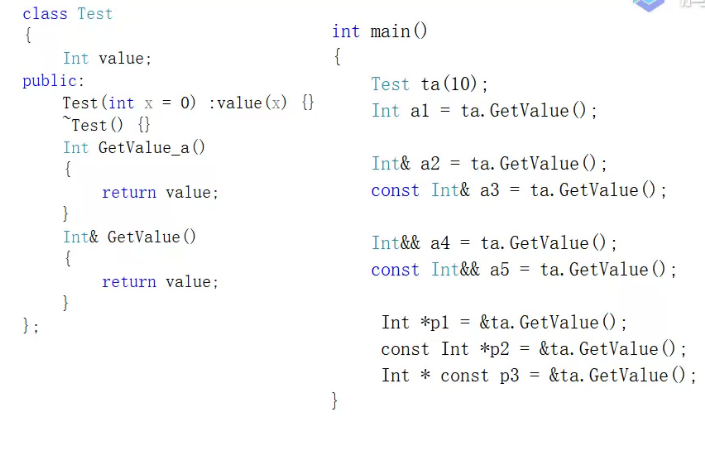 class Test
{
Int value;
public:
Test(int x = 0) :value(x) {}
~Test() {}
Int GetValue_a()
{
return value;
}
Int& GetValue()
{
return value;
}
};
int main()
{
Test ta(10);
Int a1 = ta.GetValue();
Int& a2 = ta.GetValue();
const Int& a3 = ta.GetValue();
Int&& a4 = ta.GetValue();
const Int&& a5 = ta.GetValue();
Int *p1 = &ta.GetValue();
const Int *p2 = &ta.GetValue();
Int * const p3 = &ta.GetValue();
}